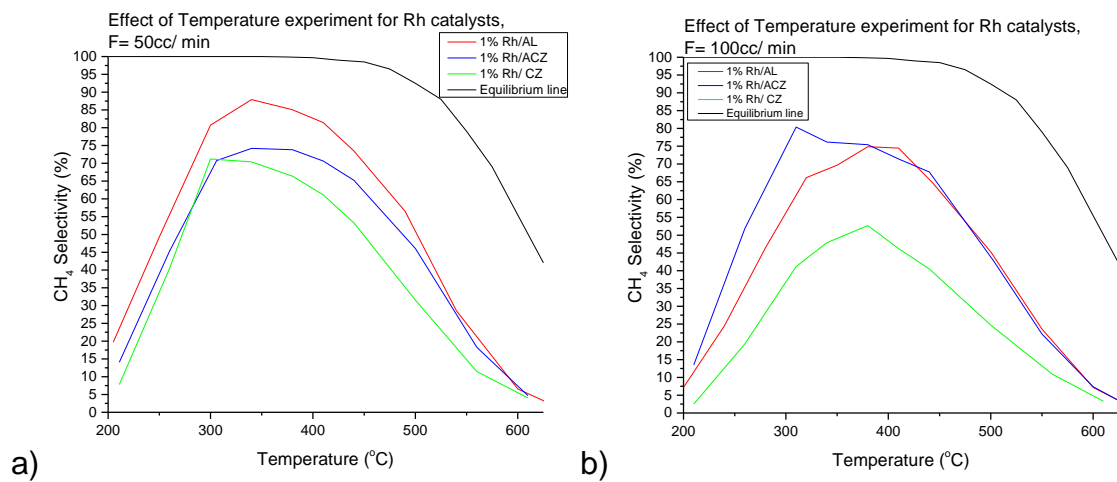 Effect of Temperature experiment for Rh catalysts,
F= 50cc/ min
1% Rh/AL
1% Rh/ACZ
1% Rh/ CZ
Equilibrium line
100
95
90
85
80
75
70
65
60
55
50
45
40
35
30
25
20
15
10
5
0
CH₄ Selectivity (%)
200 300 400 500 600
Temperature (°C)
a)
Effect of Temperature experiment for Rh catalysts,
F= 100cc/ min
1% Rh/AL
1% Rh/ACZ
1% Rh/ CZ
Equilibrium line
100
95
90
85
80
75
70
65
60
55
50
45
40
35
30
25
20
15
10
5
0
CH₄ Selectivity (%)
200 300 400 500 600
Temperature (°C)
b)